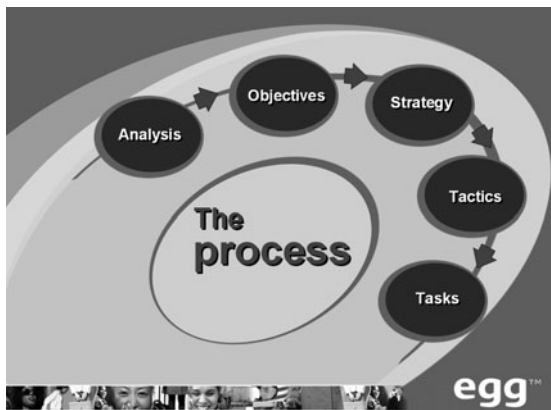 Analysis
Objectives
Strategy
Tactics
Tasks
The
process
egg™